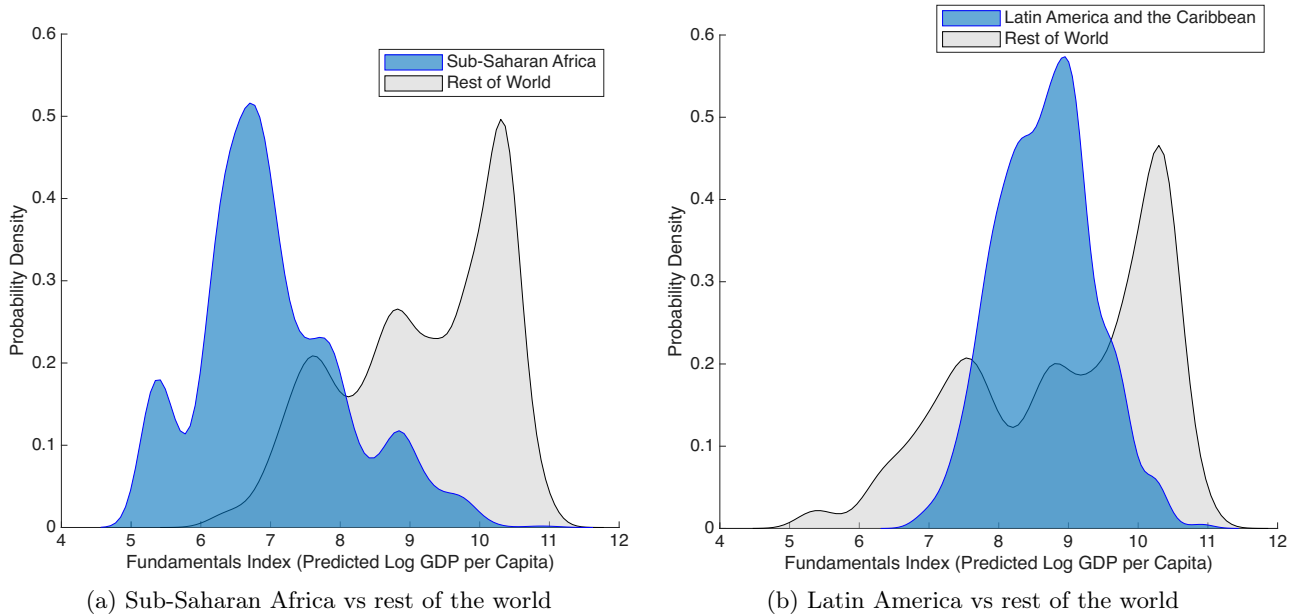 0.6
0.5
0.4
0.3
0.2
0.1
0
Probability Density
Sub-Saharan Africa
Rest of World
4 5 6 7 8 9 10 11 12
Fundamentals Index (Predicted Log GDP per Capita)
(a) Sub-Saharan Africa vs rest of the world
0.6
0.5
0.4
0.3
0.2
0.1
0
Probability Density
Latin America and the Caribbean
Rest of World
4 5 6 7 8 9 10 11 12
Fundamentals Index (Predicted Log GDP per Capita)
(b) Latin America vs rest of the world